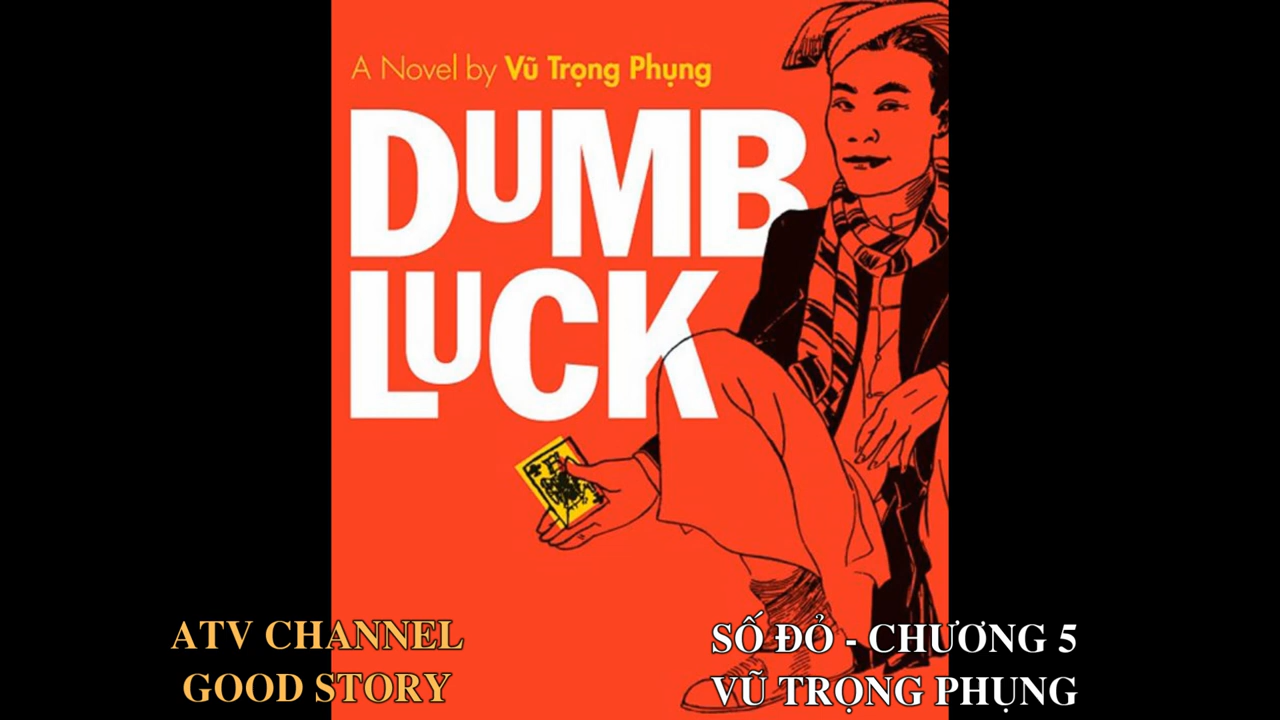 A Novel by Vũ Trọng Phụng
DUMB
LUCK
ATV CHANNEL
GOOD STORY
SỐ ĐỎ - CHƯƠNG 5
VŨ TRỌNG PHỤNG